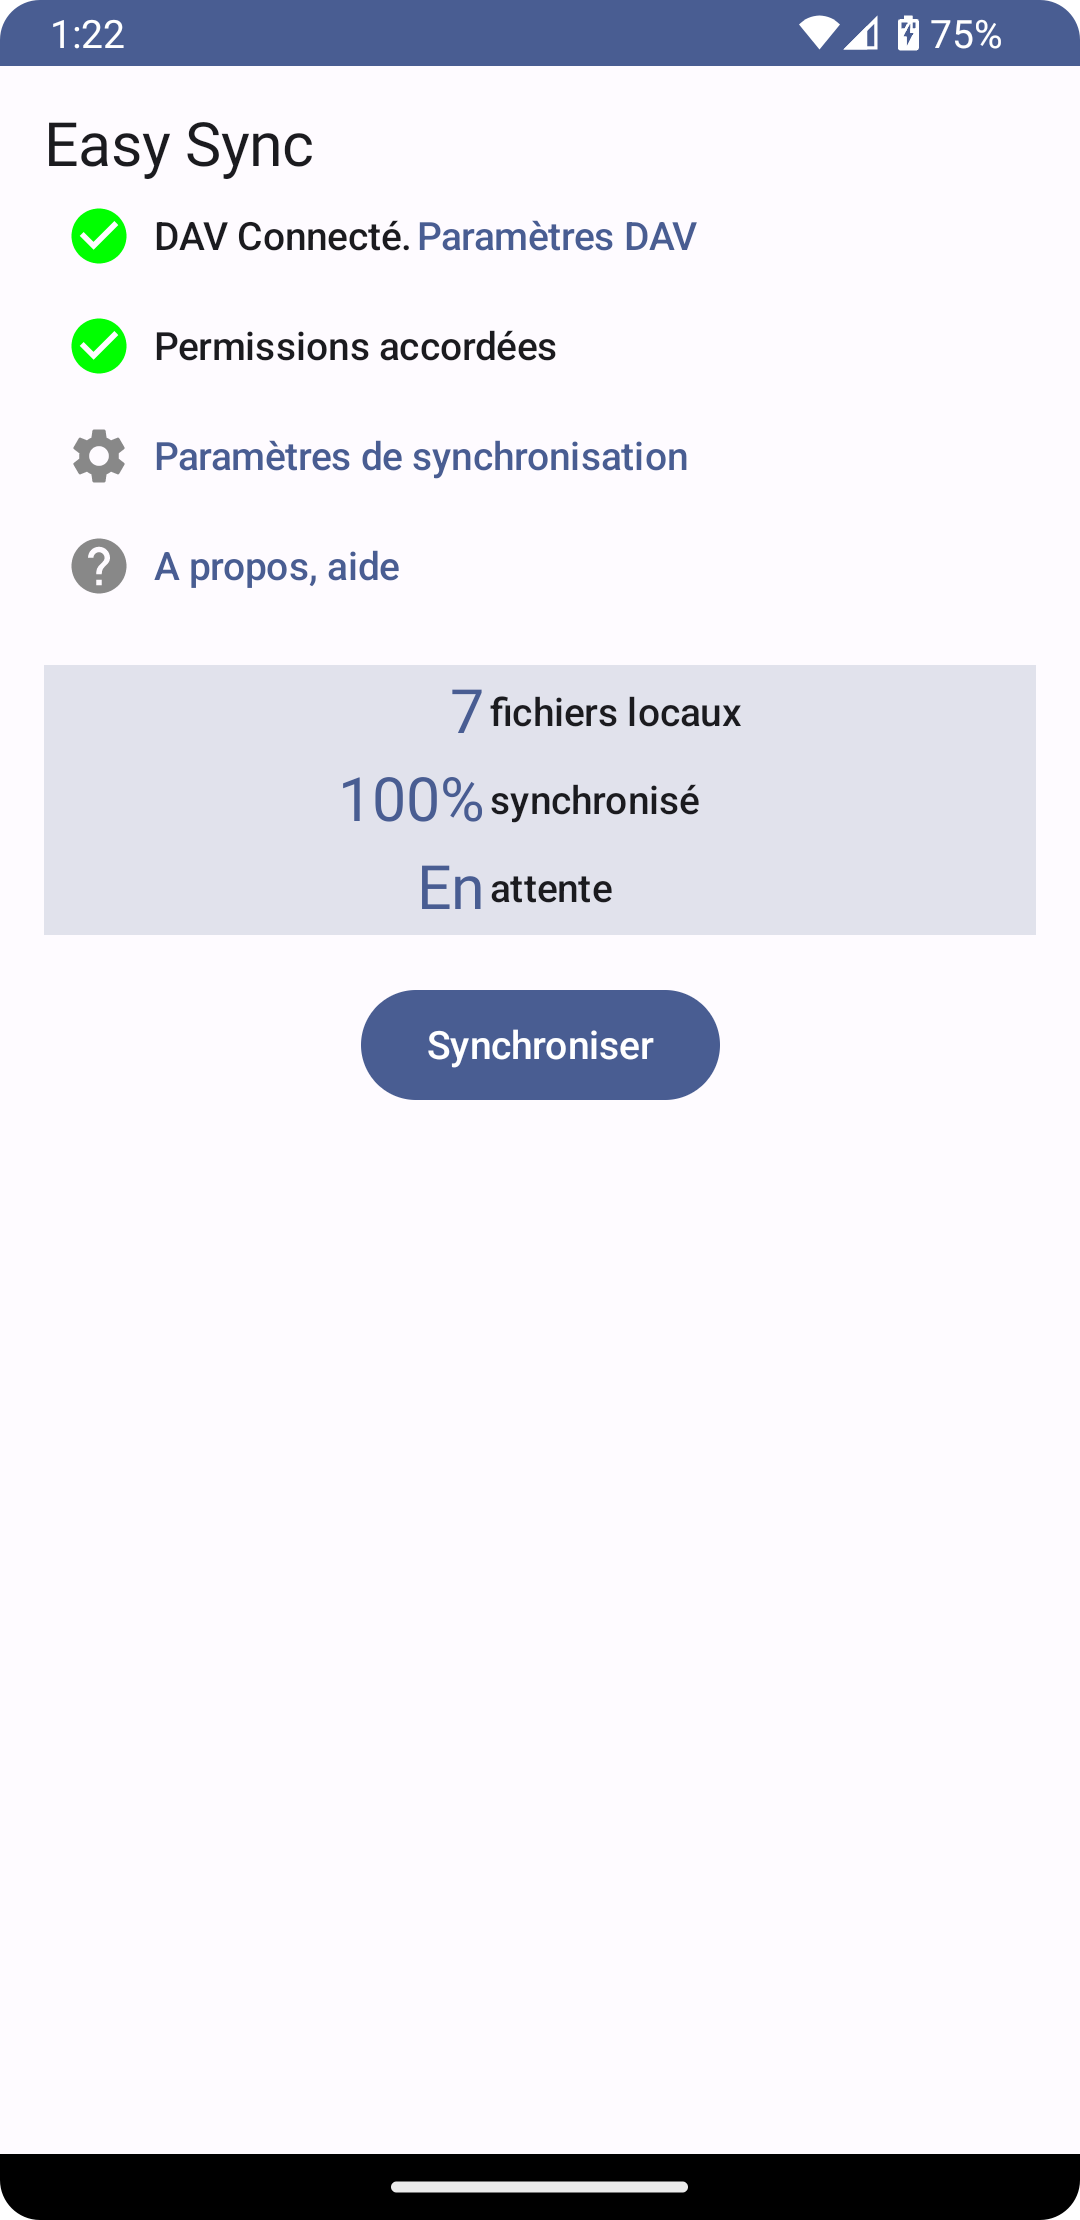 1:22 75%
Easy Sync
DAV Connecté. Paramètres DAV
Permissions accordées
Paramètres de synchronisation
A propos, aide
7 fichiers locaux
100% synchronisé
En attente
Synchroniser